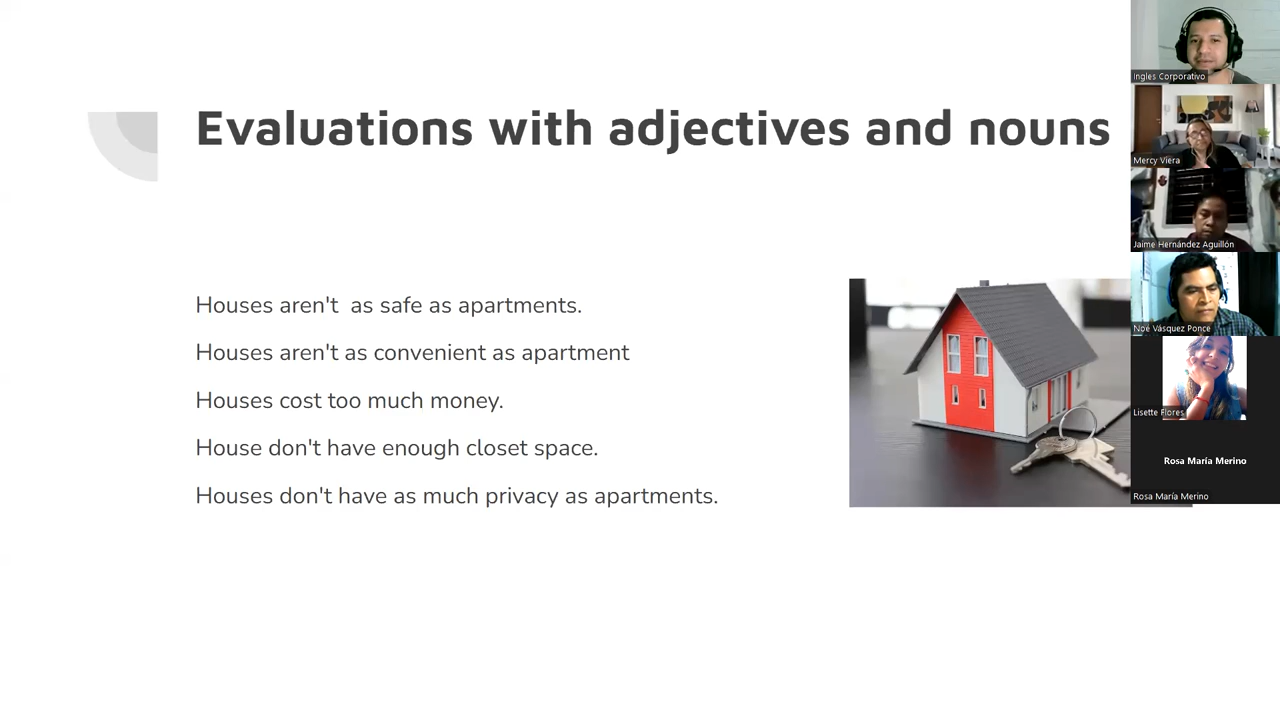 Evaluations with adjectives and nouns
Houses aren't  as safe as apartments.
Houses aren't as convenient as apartment
Houses cost too much money.
House don't have enough closet space.
Houses don't have as much privacy as apartments.
Ingles Corporativo
Mercy Viera
Jaime Hernández Aguillón
Noé Vásquez Ponce
Lisette Flores
Rosa María Merino
Rosa María Merino